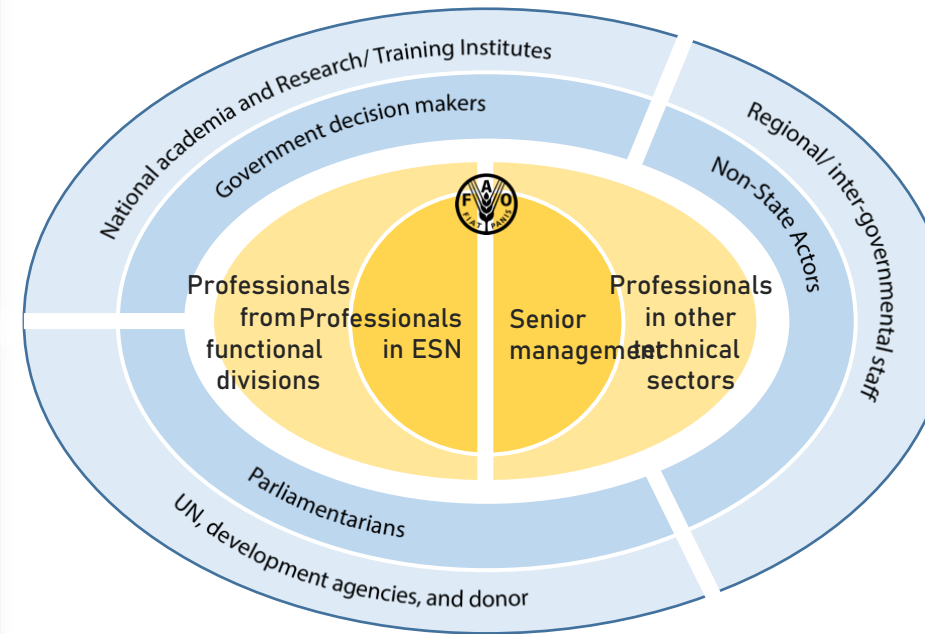 National academia and Research/ Training Institutes
Government decision makers
Regional/ inter-governmental staff
Non-State Actors
F A O
FIAT PANIS
Professionals
from
functional
divisions
Professionals
in ESN
Senior
management
Professionals
in other
technical
sectors
Parliamentarians
UN, development agencies, and donor